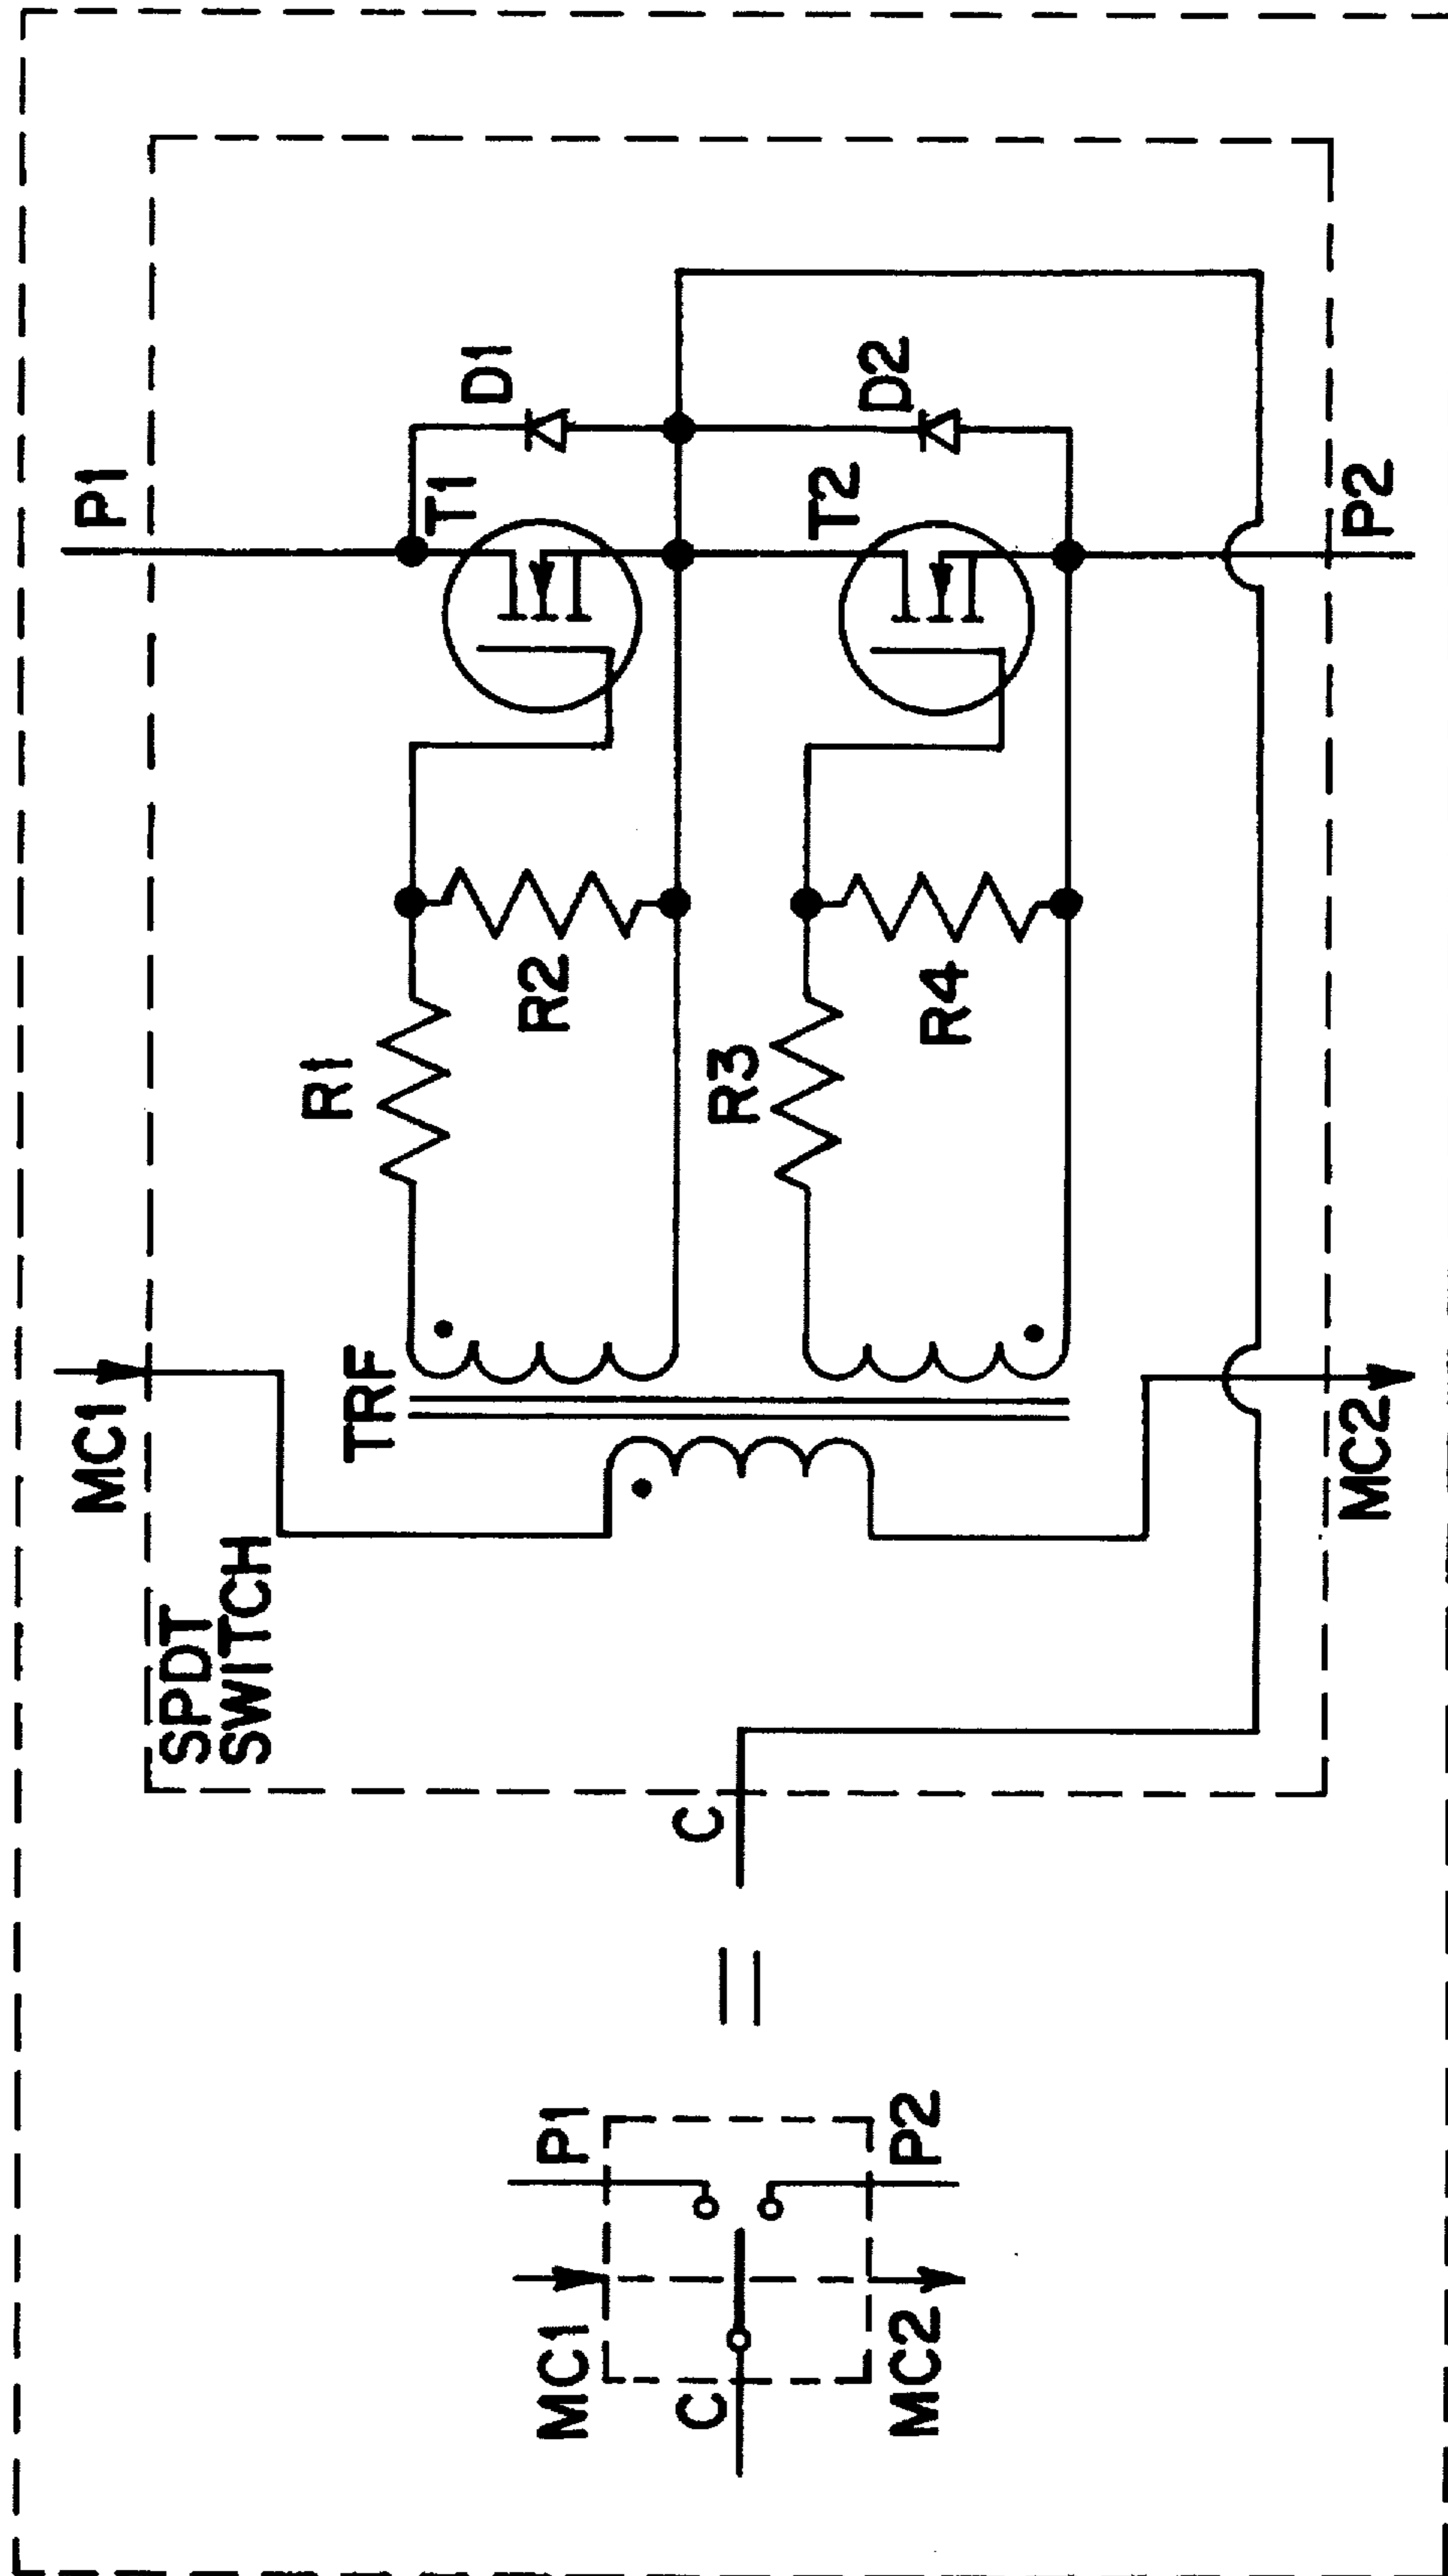 P1
D1
T1
D2
T2
P2
R2
R1
R4
R3
TRF
MC1
MC2
SPDT
SWITCH
C
=
P1
P2
MC1
C
MC2